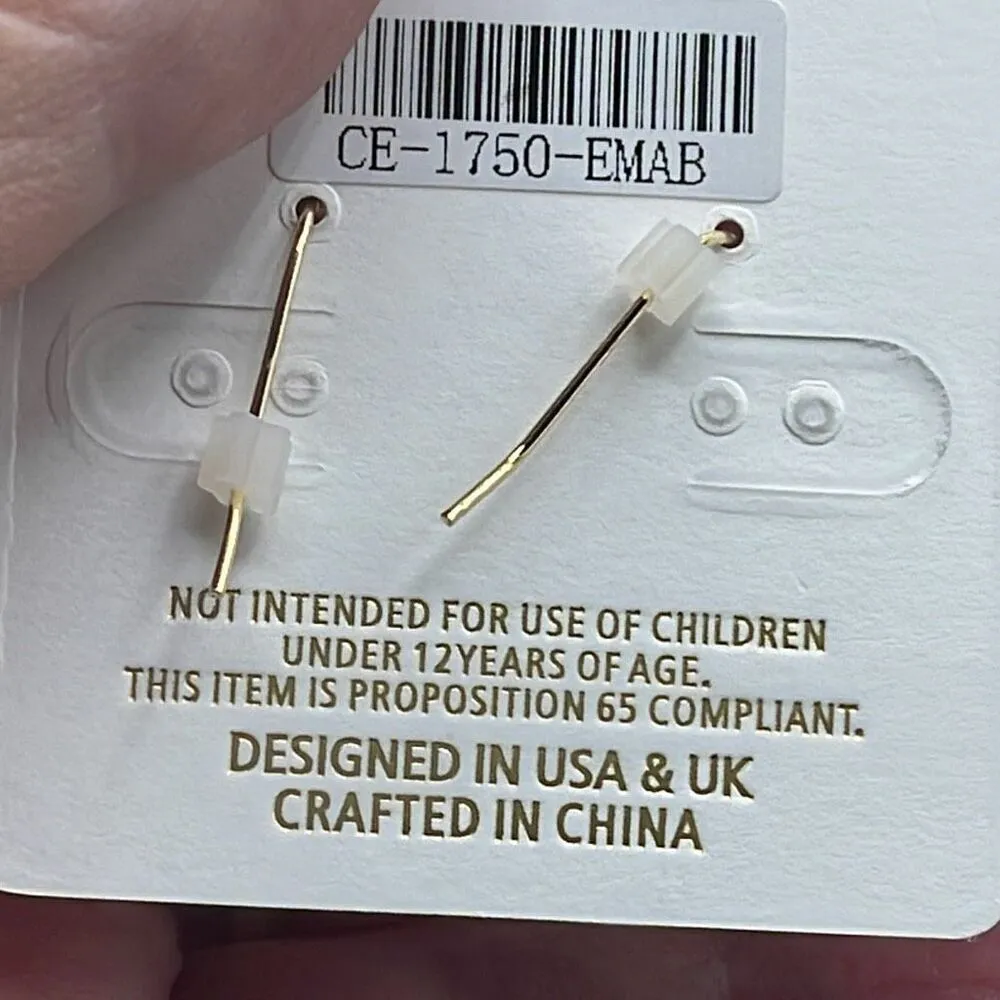 CE-1750-EMAB
NOT INTENDED FOR USE OF CHILDREN
UNDER 12YEARS OF AGE.
THIS ITEM IS PROPOSITION 65 COMPLIANT.
DESIGNED IN USA & UK
CRAFTED IN CHINA